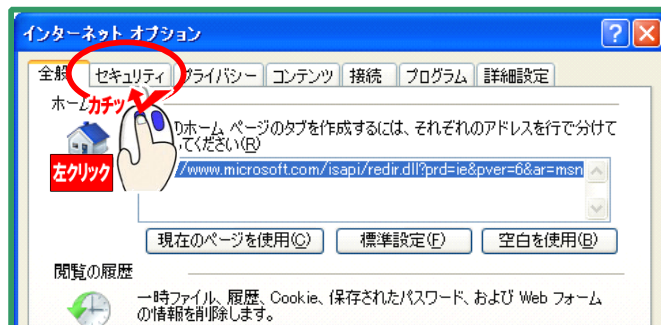 インターネット オプション
全般 セキュリティ プライバシー コンテンツ 接続 プログラム 詳細設定
ホーム
カチッ
のホーム ページのタブを作成するには、それぞれのアドレスを行で分けて
てください(R)
左クリック
//www.microsoft.com/isapi/redir.dll?prd=ie&pver=6&ar=msn
現在のページを使用(C) 標準設定(F) 空白を使用(B)
閲覧の履歴
一時ファイル、履歴、Cookie、保存されたパスワード、および Web フォーム
の情報を削除します。